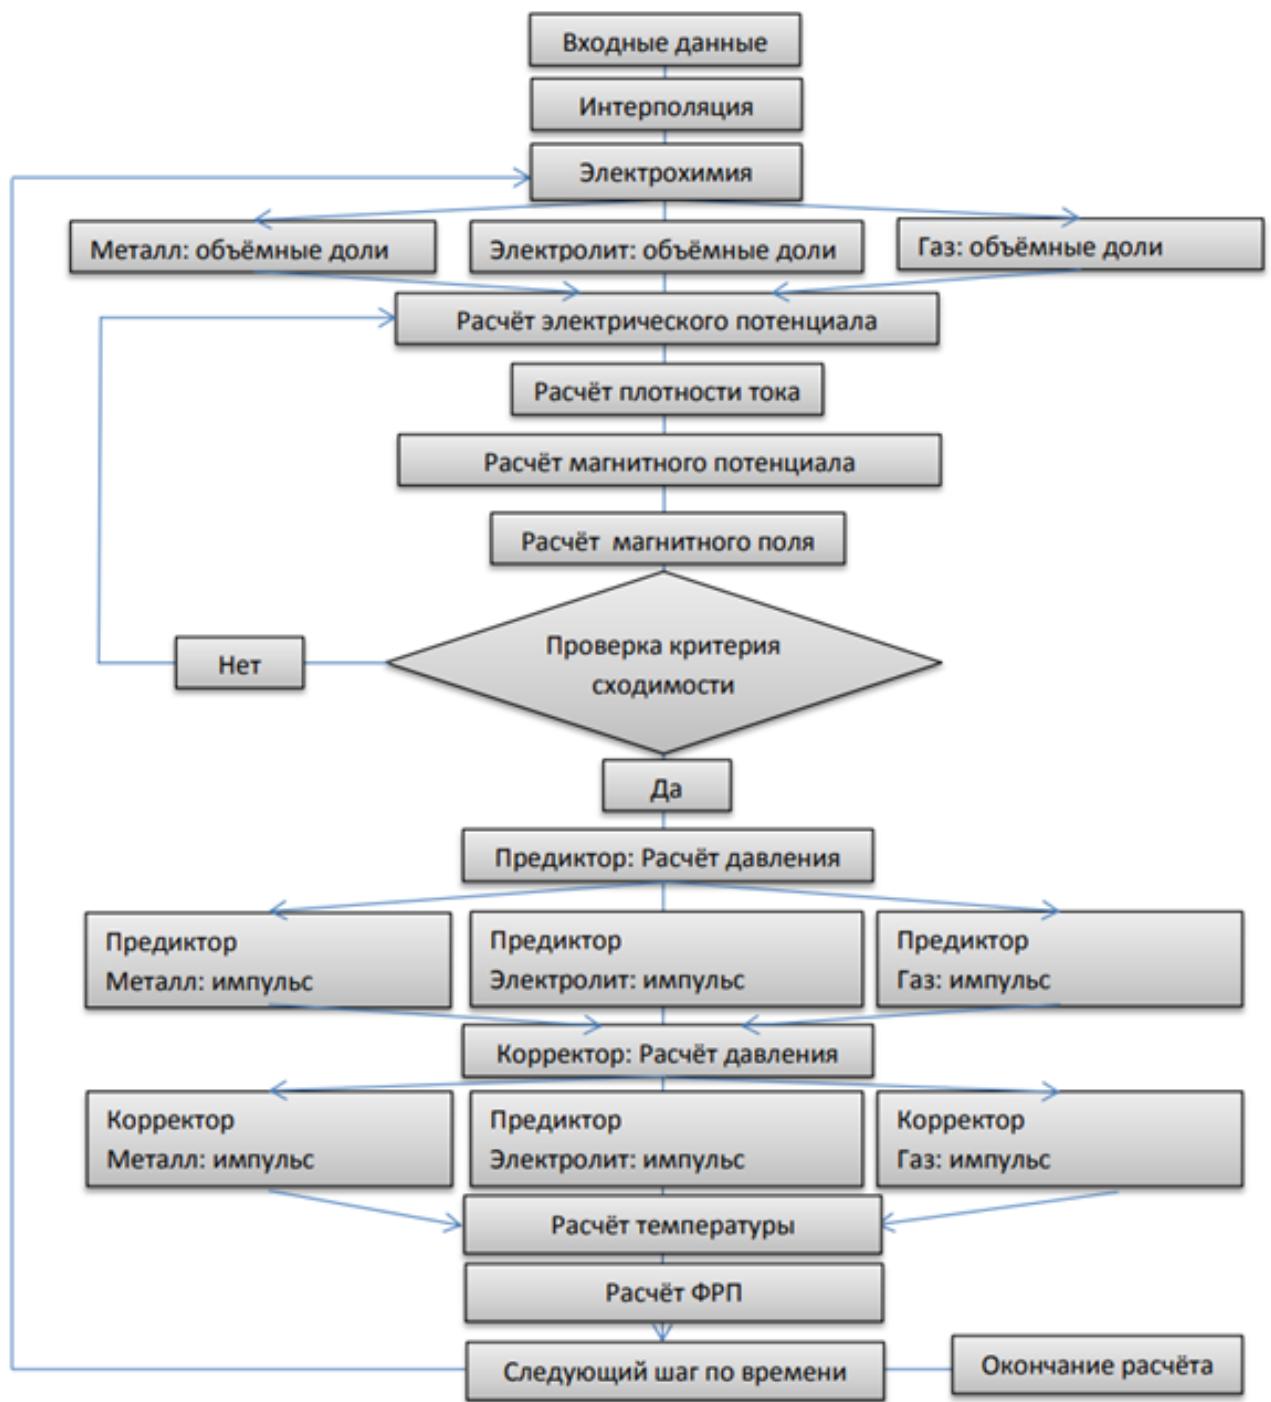 Входные данные
Интерполяция
Электрохимия
Металл: объёмные доли
Электролит: объёмные доли
Газ: объёмные доли
Расчёт электрического потенциала
Расчёт плотности тока
Расчёт магнитного потенциала
Расчёт магнитного поля
Проверка критерия
сходимости
Нет
Да
Предиктор: Расчёт давления
Предиктор
Металл: импульс
Предиктор
Электролит: импульс
Предиктор
Газ: импульс
Корректор: Расчёт давления
Корректор
Металл: импульс
Предиктор
Электролит: импульс
Корректор
Газ: импульс
Расчёт температуры
Расчёт ФРП
Следующий шаг по времени
Окончание расчёта